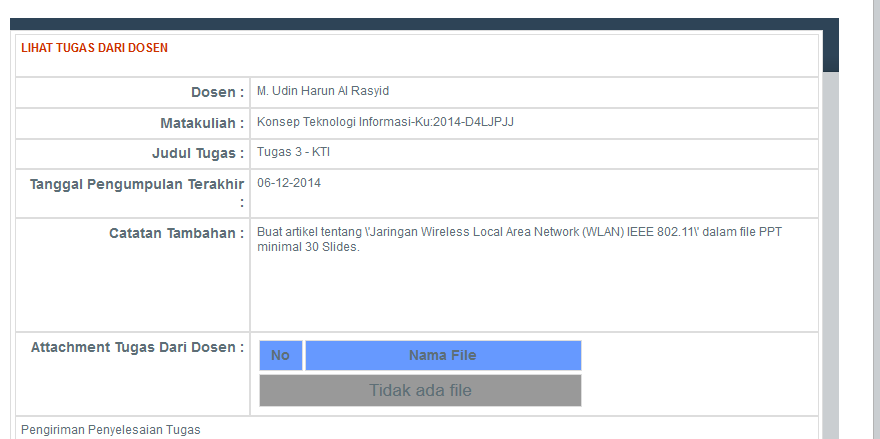 LIHAT TUGAS DARI DOSEN
Dosen : M. Udin Harun Al Rasyid
Matakuliah : Konsep Teknologi Informasi-Ku:2014-D4LJPJJ
Judul Tugas : Tugas 3 - KTI
Tanggal Pengumpulan Terakhir 06-12-2014
:
Catatan Tambahan : Buat artikel tentang \'Jaringan Wireless Local Area Network (WLAN) IEEE 802.11\' dalam file PPT
minimal 30 Slides.
Attachment Tugas Dari Dosen :
No Nama File
Tidak ada file
Pengiriman Penyelesaian Tugas